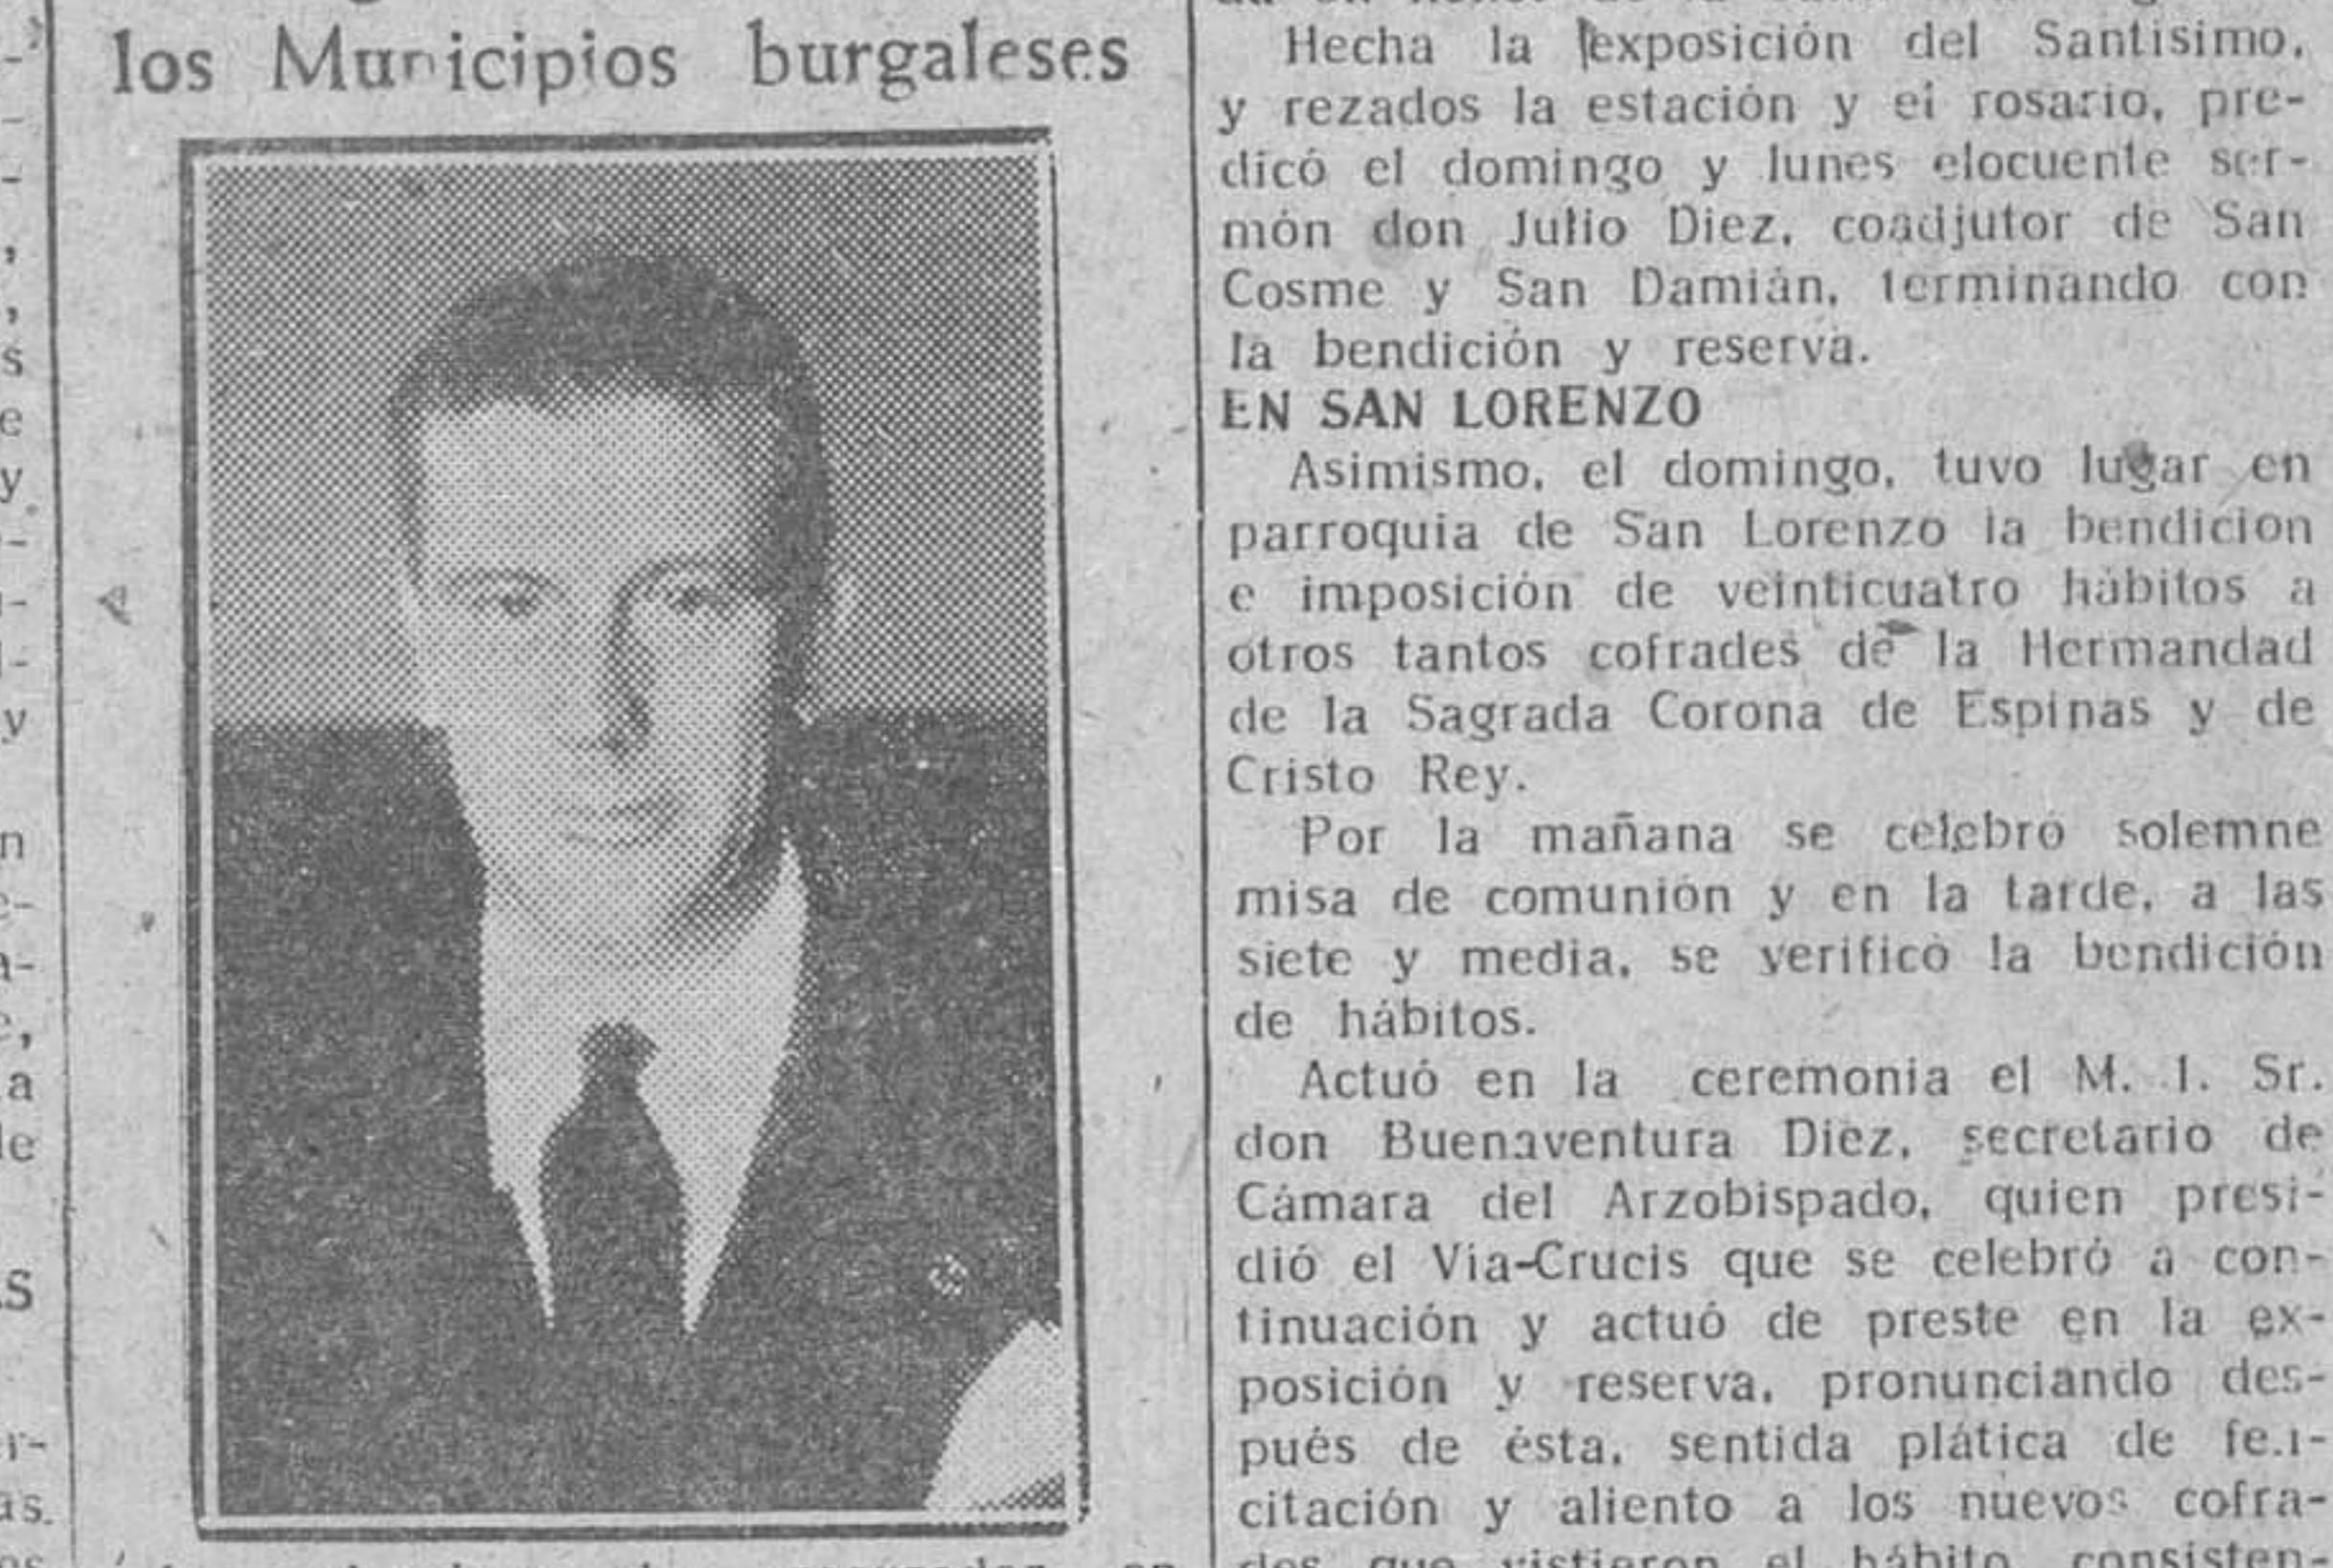 los Municipios burgaleses
Hecha la exposición del Santísimo,
y rezados la estación y el rosario, pre-
dicó el domingo y lunes elocuente ser-
món don Julio Diez, coadjutor de San
Cosme y San Damián, terminando con
la bendición y reserva.
EN SAN LORENZO
Asimismo, el domingo, tuvo lugar en
parroquia de San Lorenzo la bendicion
e imposición de veinticuatro hábitos a
otros tantos cofrades de la Hermandad
de la Sagrada Corona de Espinas y de
Cristo Rey.
Por la mañana se celebró solemne
misa de comunión y en la tarde, a las
siete y media, se verificó la bendición
de hábitos.
Actuó en la ceremonia el M. I. Sr.
don Buenaventura Diez, secretario de
Cámara del Arzobispado, quien presi-
dió el Via-Crucis que se celebró a con-
tinuación y actuó de preste en la ex-
posición y reserva, pronunciando des-
pués de ésta, sentida plática de feli-
citación y aliento a los nuevos cofra-
des que vistieron el hábito, consisten-